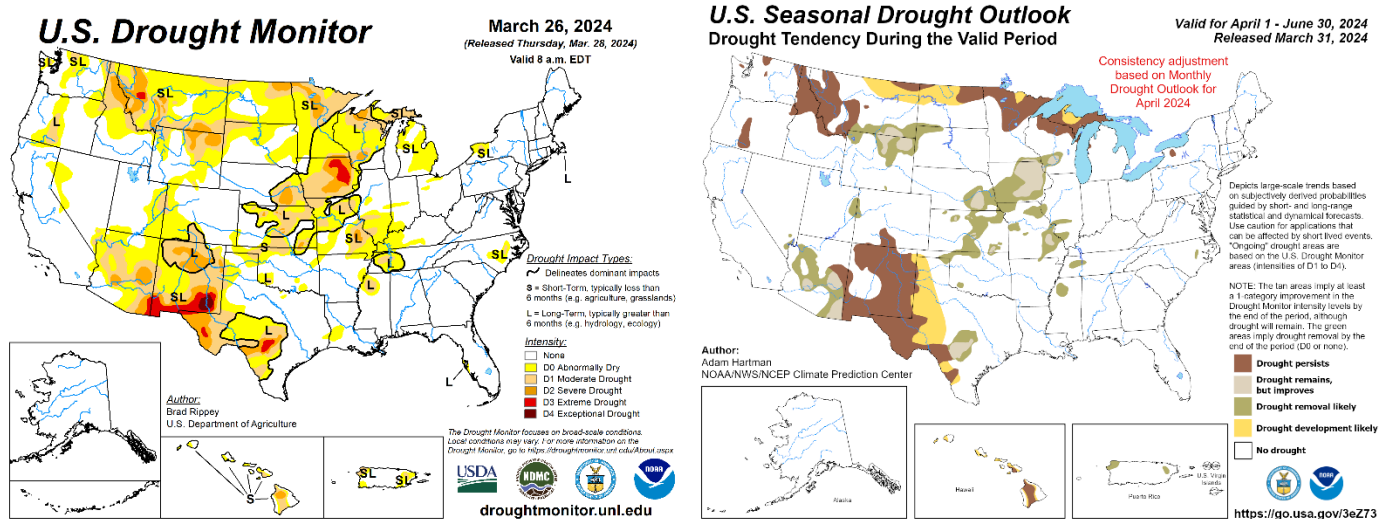 U.S. Drought Monitor
March 26, 2024
(Released Thursday, Mar. 28, 2024)
Valid 8 a.m. EDT
SL
SL
SL
L
SL
L
SL
SL
SL
L
L
L
SL
S
L
L
SL
L
SL
L
L
L
Drought Impact Types:
Delineates dominant impacts
S = Short-Term, typically less than
6 months (e.g. agriculture, grasslands)
L = Long-Term, typically greater than
6 months (e.g. hydrology, ecology)
Intensity:
None
D0 Abnormally Dry
D1 Moderate Drought
D2 Severe Drought
D3 Extreme Drought
D4 Exceptional Drought
Author:
Brad Rippey
U.S. Department of Agriculture
S
SL
SL
The Drought Monitor focuses on broad-scale conditions.
Local conditions may vary. For more information on the
Drought Monitor, go to https://droughtmonitor.unl.edu/About.aspx
USDA
NDMC
NOAA
droughtmonitor.unl.edu
U.S. Seasonal Drought Outlook
Drought Tendency During the Valid Period
Valid for April 1 - June 30, 2024
Released March 31, 2024
Consistency adjustment
based on Monthly
Drought Outlook for
April 2024
Depicts large-scale trends based
on subjectively derived probabilities
guided by short- and long-range
statistical and dynamical forecasts.
Use caution for applications that
can be affected by short lived events.
"Ongoing" drought areas are
based on the U.S. Drought Monitor
areas (intensities of D1 to D4).
NOTE: The tan areas imply at least
a 1-category improvement in the
Drought Monitor intensity levels by
the end of the period, although
drought will remain. The green
areas imply drought removal by the
end of the period (D0 or none).
Author:
Adam Hartman
NOAA/NWS/NCEP Climate Prediction Center
Drought persists
Drought remains,
but improves
Drought removal likely
Drought development likely
No drought
Alaska
Hawaii
Puerto Rico
U.S. Virgin
Islands
NOAA
https://go.usa.gov/3eZ73